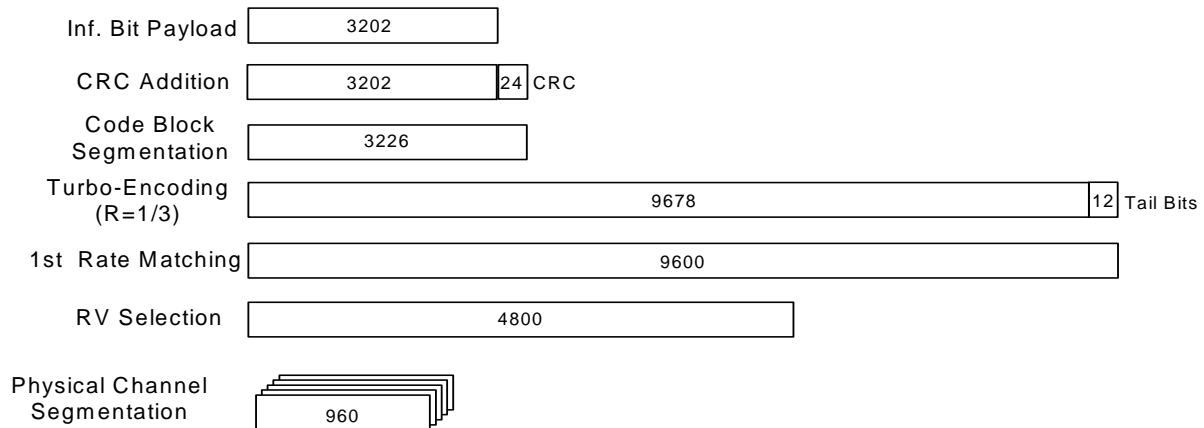 Inf. Bit Payload 3202
CRC Addition 3202 24 CRC
Code Block
Segmentation 3226
Turbo-Encoding
(R=1/3) 9678 12 Tail Bits
1st Rate Matching 9600
RV Selection 4800
Physical Channel
Segmentation 960